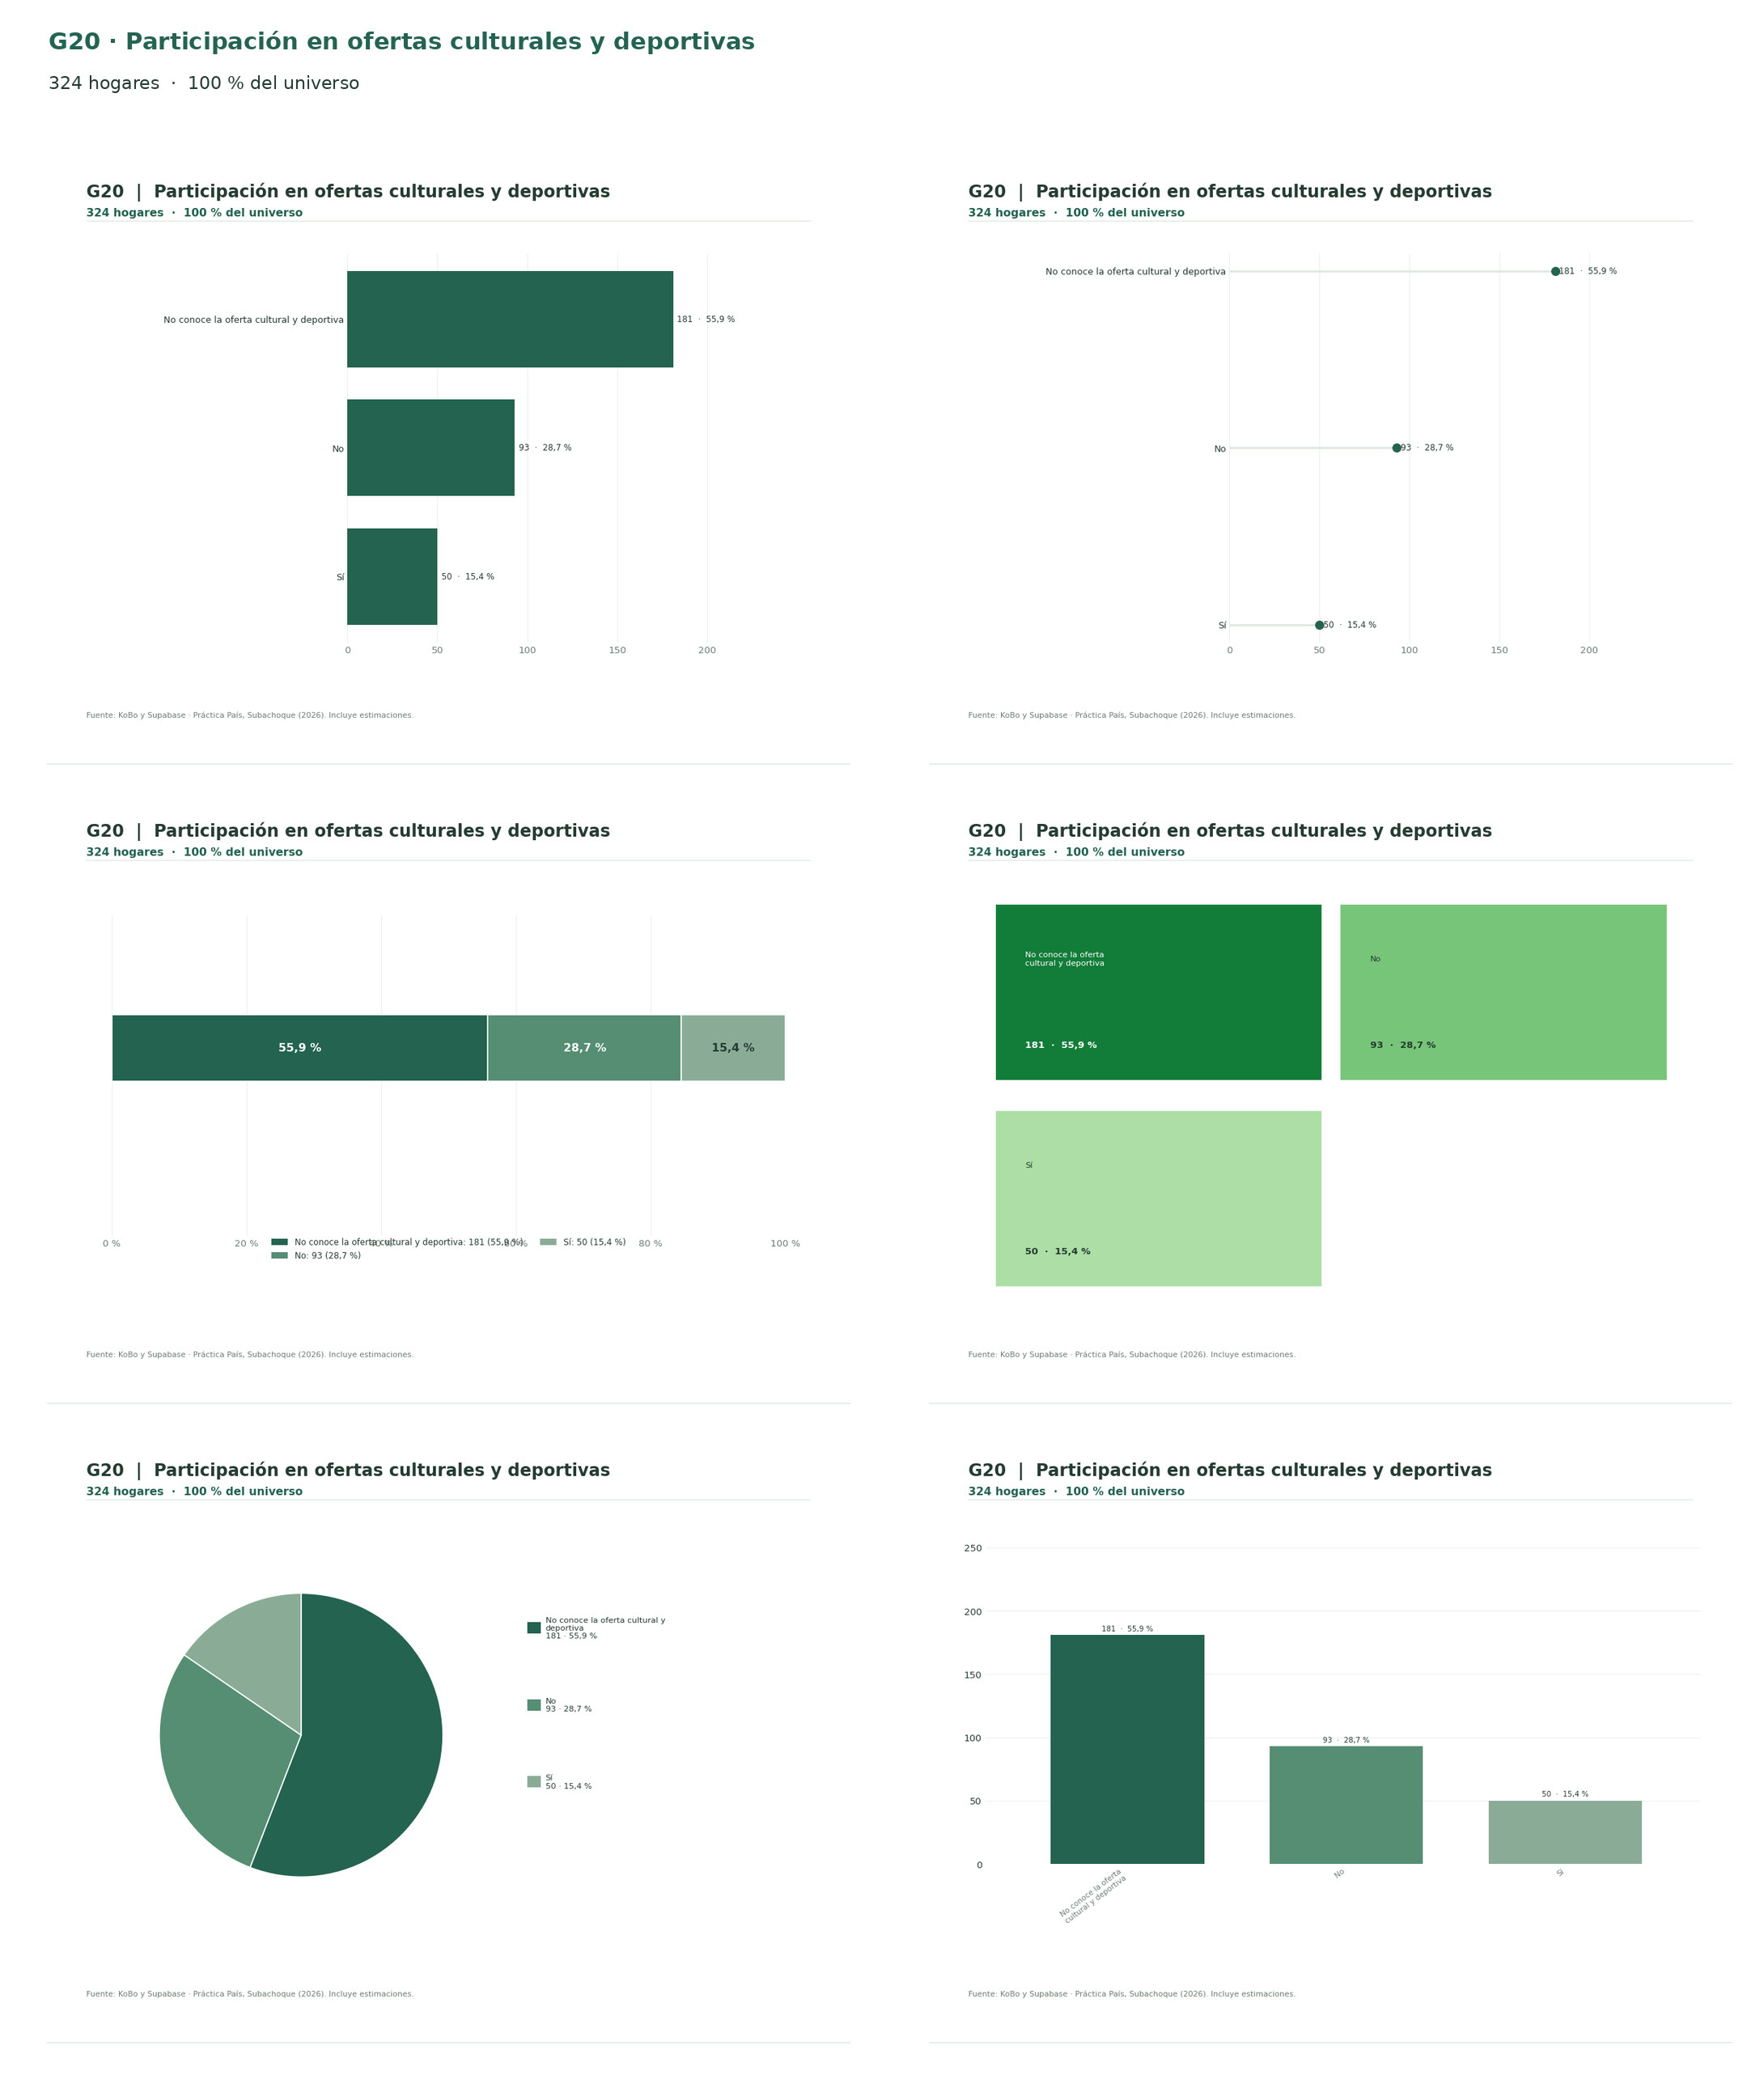 G20 · Participación en ofertas culturales y deportivas
324 hogares · 100 % del universo
G20 | Participación en ofertas culturales y deportivas
324 hogares · 100 % del universo
No conoce la oferta cultural y deportiva
181 · 55,9 %
No
93 · 28,7 %
Sí
50 · 15,4 %
0 50 100 150 200
Fuente: KoBo y Supabase · Práctica País, Subachoque (2026). Incluye estimaciones.
G20 | Participación en ofertas culturales y deportivas
324 hogares · 100 % del universo
No conoce la oferta cultural y deportiva
181 · 55,9 %
No
93 · 28,7 %
Sí
50 · 15,4 %
0 50 100 150 200
Fuente: KoBo y Supabase · Práctica País, Subachoque (2026). Incluye estimaciones.
G20 | Participación en ofertas culturales y deportivas
324 hogares · 100 % del universo
55,9 % 28,7 % 15,4 %
0 % 20 % 40 % 60 % 80 % 100 %
No conoce la oferta cultural y deportiva: 181 (55,9 %)
No: 93 (28,7 %)
Sí: 50 (15,4 %)
Fuente: KoBo y Supabase · Práctica País, Subachoque (2026). Incluye estimaciones.
G20 | Participación en ofertas culturales y deportivas
324 hogares · 100 % del universo
No conoce la oferta
cultural y deportiva
181 · 55,9 %
No
93 · 28,7 %
Sí
50 · 15,4 %
Fuente: KoBo y Supabase · Práctica País, Subachoque (2026). Incluye estimaciones.
G20 | Participación en ofertas culturales y deportivas
324 hogares · 100 % del universo
No conoce la oferta cultural y
deportiva
181 · 55,9 %
No
93 · 28,7 %
Sí
50 · 15,4 %
Fuente: KoBo y Supabase · Práctica País, Subachoque (2026). Incluye estimaciones.
G20 | Participación en ofertas culturales y deportivas
324 hogares · 100 % del universo
250
200
150
100
50
0
181 · 55,9 %
93 · 28,7 %
50 · 15,4 %
No conoce la oferta
cultural y deportiva
No
Sí
Fuente: KoBo y Supabase · Práctica País, Subachoque (2026). Incluye estimaciones.